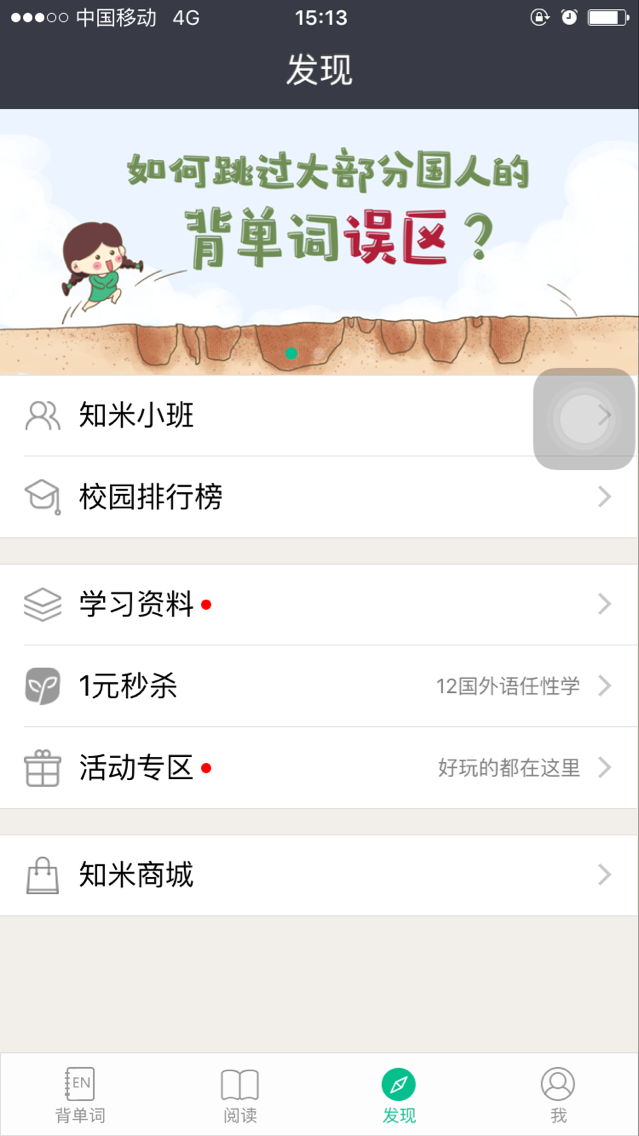 中国移动 4G 15:13
发现
如何跳过大部分国人的
背单词误区？
知米小班
校园排行榜
学习资料
1元秒杀 12国外语任性学
活动专区 好玩的都在这里
知米商城
EN
背单词 阅读 发现 我